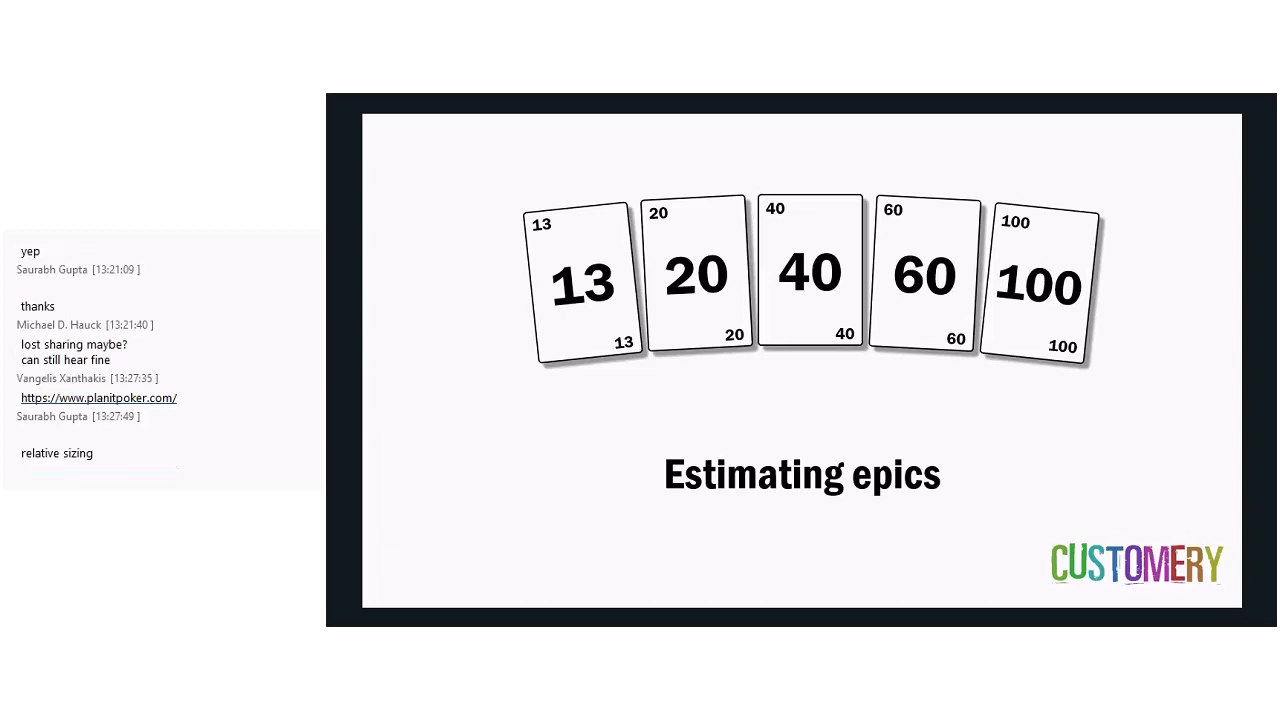 yep
Saurabh Gupta [13:21:09 ]
thanks
Michael D. Hauck [13:21:40 ]
lost sharing maybe?
can still hear fine
Vangelis Xanthakis [13:27:35 ]
https://www.planitpoker.com/
Saurabh Gupta [13:27:49 ]
relative sizing
13 20 40 60 100
13 20 40 60 100
13 20 40 60 100
Estimating epics
CUSTOMERY